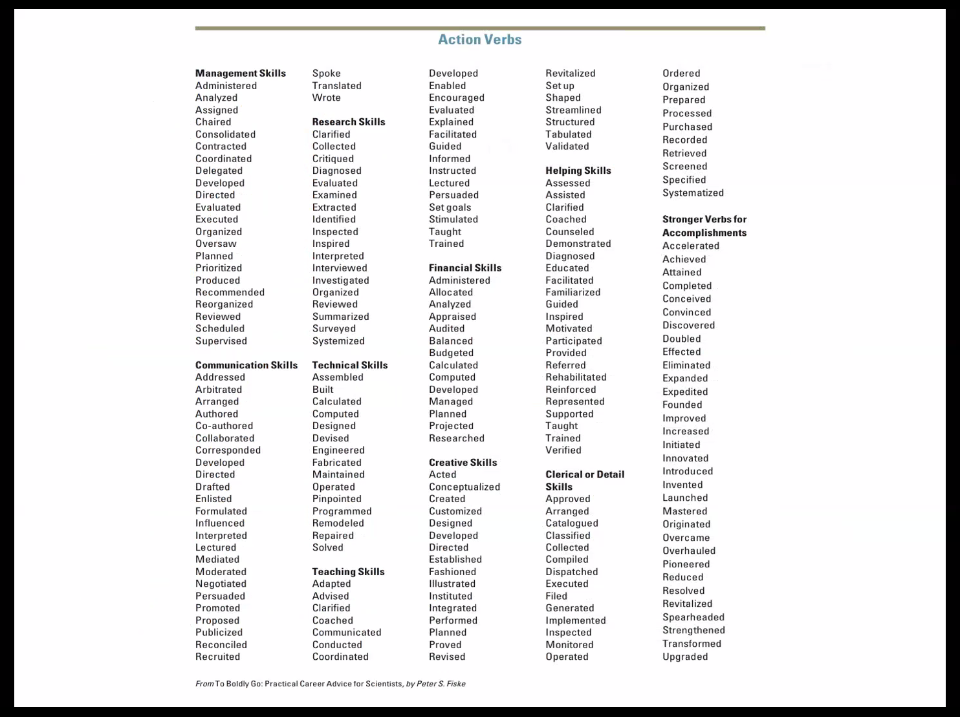 Action Verbs
Management Skills
Administered
Analyzed
Assigned
Chaired
Consolidated
Contracted
Coordinated
Delegated
Developed
Directed
Evaluated
Executed
Organized
Oversaw
Planned
Prioritized
Produced
Recommended
Reorganized
Reviewed
Scheduled
Supervised
Communication Skills
Addressed
Arbitrated
Arranged
Authored
Co-authored
Collaborated
Corresponded
Developed
Directed
Drafted
Enlisted
Formulated
Influenced
Interpreted
Lectured
Mediated
Moderated
Negotiated
Persuaded
Promoted
Proposed
Publicized
Reconciled
Recruited
Spoke
Translated
Wrote
Research Skills
Clarified
Collected
Critiqued
Diagnosed
Evaluated
Examined
Extracted
Identified
Inspected
Inspired
Interpreted
Interviewed
Investigated
Organized
Reviewed
Summarized
Surveyed
Systemized
Technical Skills
Assembled
Built
Calculated
Computed
Designed
Devised
Engineered
Fabricated
Maintained
Operated
Pinpointed
Programmed
Remodeled
Repaired
Solved
Teaching Skills
Adapted
Advised
Clarified
Coached
Communicated
Conducted
Coordinated
Developed
Enabled
Encouraged
Evaluated
Explained
Facilitated
Guided
Informed
Instructed
Lectured
Persuaded
Set goals
Stimulated
Taught
Trained
Financial Skills
Administered
Allocated
Analyzed
Appraised
Audited
Balanced
Budgeted
Calculated
Computed
Developed
Managed
Planned
Projected
Researched
Creative Skills
Acted
Conceptualized
Created
Customized
Designed
Developed
Directed
Established
Fashioned
Illustrated
Instituted
Integrated
Performed
Planned
Proved
Revised
Revitalized
Set up
Shaped
Streamlined
Structured
Tabulated
Validated
Helping Skills
Assessed
Assisted
Clarified
Coached
Counseled
Demonstrated
Diagnosed
Educated
Facilitated
Familiarized
Guided
Inspired
Motivated
Participated
Provided
Referred
Rehabilitated
Reinforced
Represented
Supported
Taught
Trained
Verified
Clerical or Detail
Skills
Approved
Arranged
Catalogued
Classified
Collected
Compiled
Dispatched
Executed
Filed
Generated
Implemented
Inspected
Monitored
Operated
Ordered
Organized
Prepared
Processed
Purchased
Recorded
Retrieved
Screened
Specified
Systematized
Stronger Verbs for
Accomplishments
Accelerated
Achieved
Attained
Completed
Conceived
Convinced
Discovered
Doubled
Effected
Eliminated
Expanded
Expedited
Founded
Improved
Increased
Initiated
Innovated
Introduced
Invented
Launched
Mastered
Originated
Overcame
Overhauled
Pioneered
Reduced
Resolved
Revitalized
Spearheaded
Strengthened
Transformed
Upgraded
From To Boldly Go: Practical Career Advice for Scientists, by Peter S. Fiske